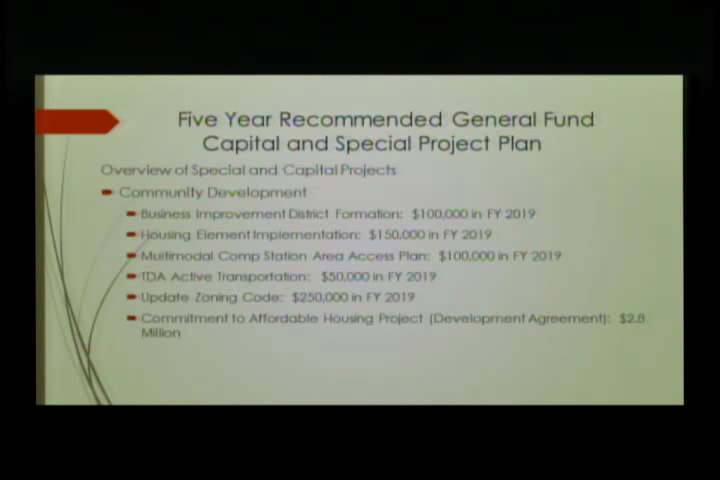 Five Year Recommended General Fund
Capital and Special Project Plan
Overview of Special and Capital Projects
Community Development
Business Improvement District Formation: $100,000 in FY 2019
Housing Element Implementation: $150,000 in FY 2019
Multimodal Comp Station Area Access Plan: $100,000 in FY 2019
TDA Active Transportation: $50,000 in FY 2019
Update Zoning Code: $250,000 in FY 2019
Commitment to Affordable Housing Project (Development Agreement): $2.8
Million